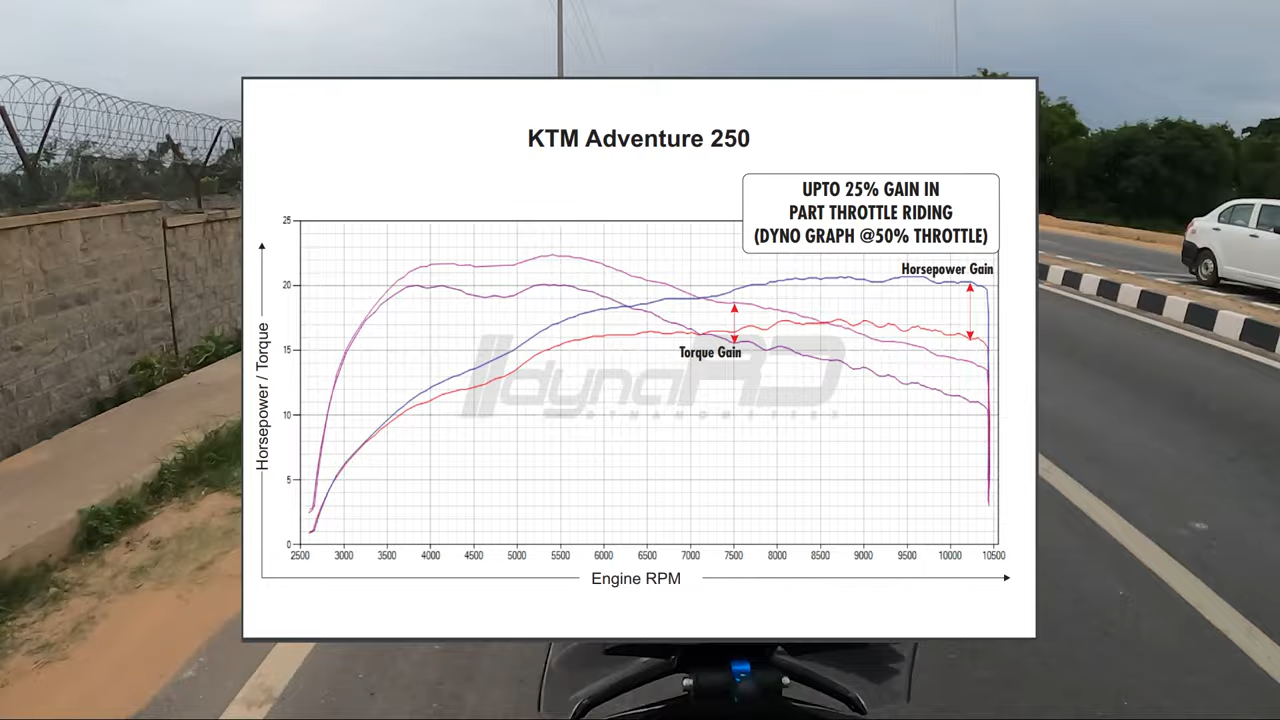 KTM Adventure 250
UPTO 25% GAIN IN
PART THROTTLE RIDING
(DYNO GRAPH @50% THROTTLE)
Horsepower Gain
Torque Gain
dynaRD
DYNAMOMETERS
Horsepower / Torque
25
20
15
10
5
0
2500 3000 3500 4000 4500 5000 5500 6000 6500 7000 7500 8000 8500 9000 9500 10000 10500
Engine RPM